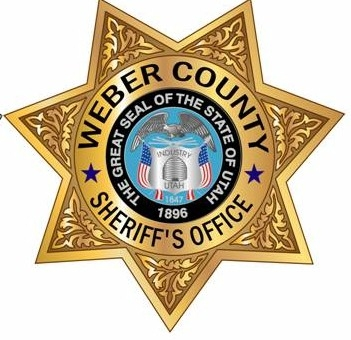 WEBER COUNTY
THE GREAT SEAL OF THE STATE OF UTAH
INDUSTRY
UTAH
1847
1896
SHERIFF'S OFFICE